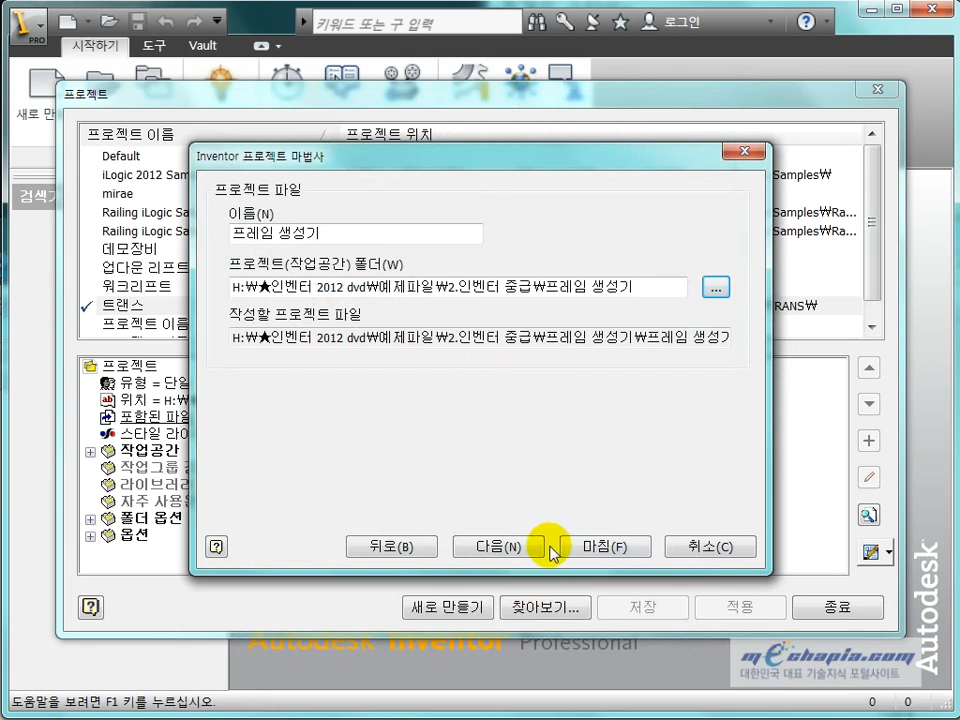 PRO
키워드 또는 구 입력
로그인
시작하기
도구
Vault
새로 만
검색
프로젝트
프로젝트 이름
프로젝트 위치
Default
iLogic 2012 Sam
Samples₩
mirae
Railing iLogic Sa
Samples₩Ra...
Railing iLogic Sa
Samples₩Ra...
데모장비
업다운 리프트
워크리프트
트랜스
TRANS₩
프로젝트 이름
Inventor 프로젝트 마법사
프로젝트 파일
이름(N)
프레임 생성기
프로젝트(작업공간) 폴더(W)
H:₩★인벤터 2012 dvd₩예제파일₩2.인벤터 중급₩프레임 생성기
...
작성할 프로젝트 파일
H:₩★인벤터 2012 dvd₩예제파일₩2.인벤터 중급₩프레임 생성기₩프레임 생성기
뒤로(B)
다음(N)
마침(F)
취소(C)
프로젝트
유형 = 단일
위치 = H:₩
포함된 파일
스타일 라이
작업공간
작업그룹
라이브러리
자주 사용
폴더 옵션
옵션
새로 만들기
찾아보기...
저장
적용
종료
Autodesk Inventor Professional
Autodesk
mechapia.com
대한민국 대표 기술지식 포털사이트
도움말을 보려면 F1 키를 누르십시오.
0 0